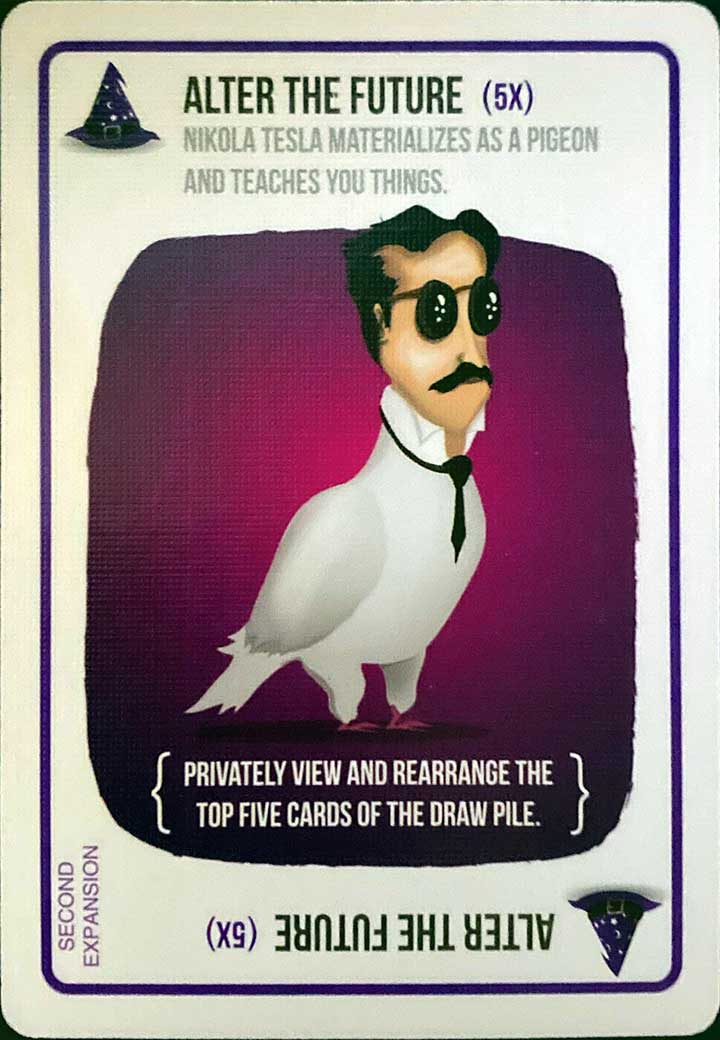 ALTER THE FUTURE (5X)
NIKOLA TESLA MATERIALIZES AS A PIGEON
AND TEACHES YOU THINGS.
{ PRIVATELY VIEW AND REARRANGE THE
TOP FIVE CARDS OF THE DRAW PILE. }
SECOND
EXPANSION
ALTER THE FUTURE (5X)